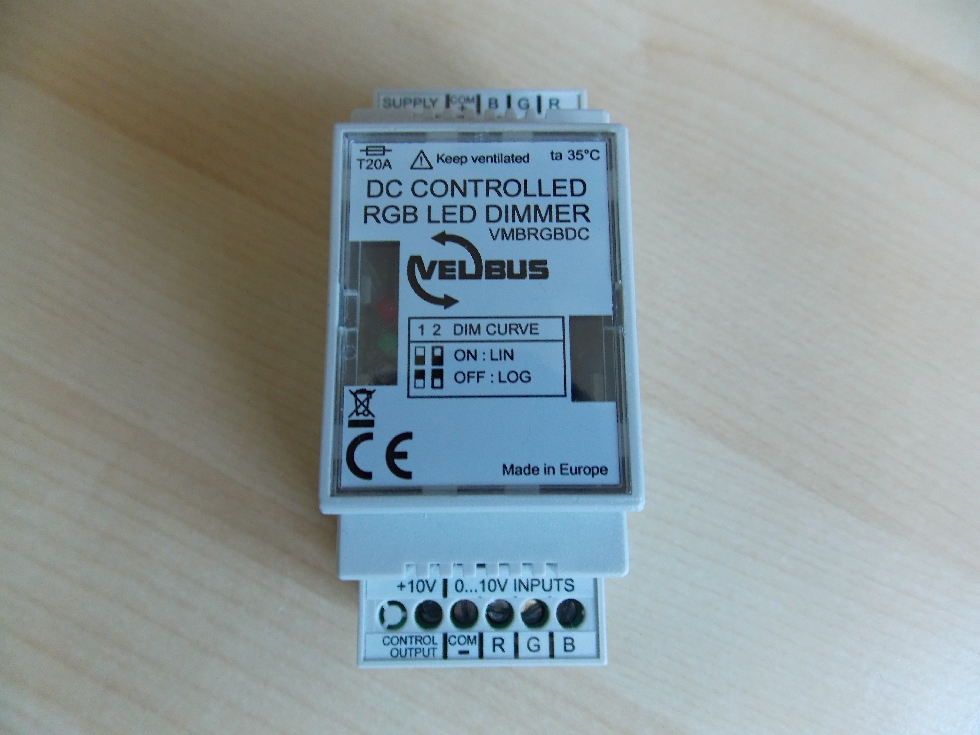 SUPPLY COM + B G R
T20A Keep ventilated ta 35°C
DC CONTROLLED
RGB LED DIMMER
VMBRGBDC
VELBUS
1 2 DIM CURVE
ON : LIN
OFF : LOG
CE
Made in Europe
+10V 0...10V INPUTS
CONTROL OUTPUT COM - R G B